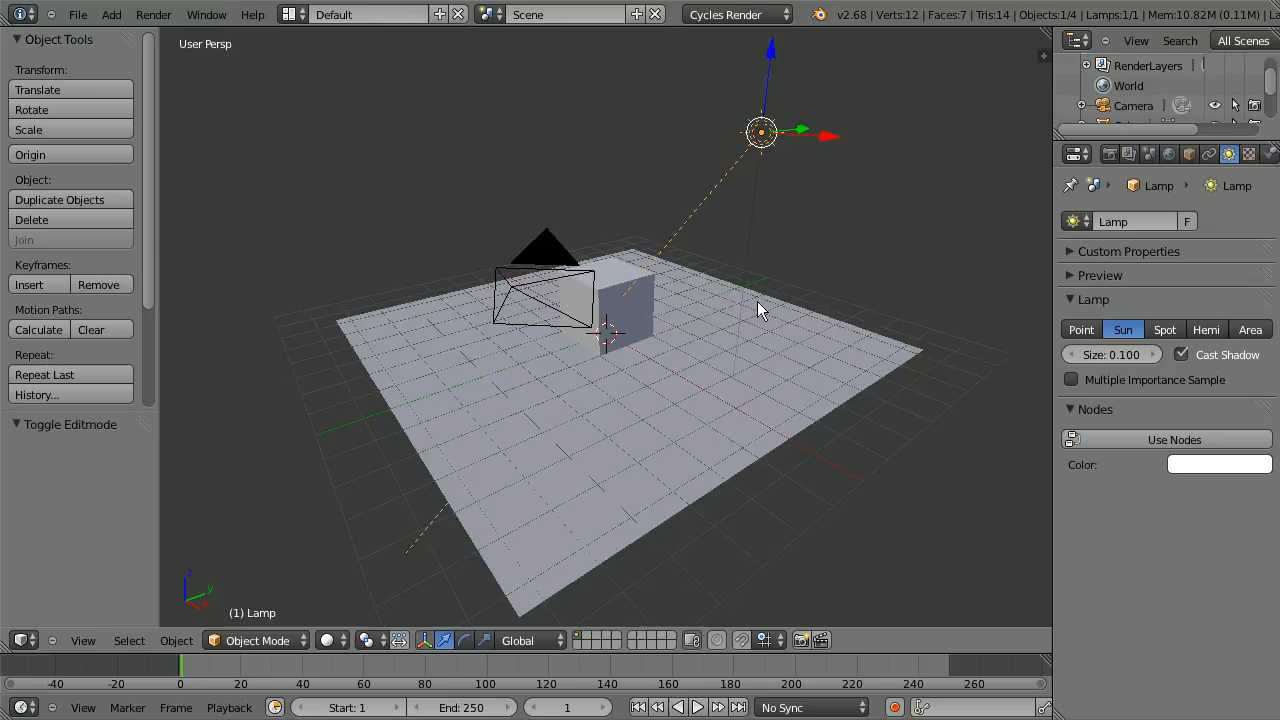 File Add Render Window Help Default Scene Cycles Render v2.68 | Verts:12 | Faces:7 | Tris:14 | Objects:1/4 | Lamps:1/1 | Mem:10.82M (0.11M) |
Object Tools
Transform:
Translate
Rotate
Scale
Origin
Object:
Duplicate Objects
Delete
Join
Keyframes:
Insert Remove
Motion Paths:
Calculate Clear
Repeat:
Repeat Last
History...
Toggle Editmode
User Persp
z
y
x
(1) Lamp
View Select Object Object Mode Global
-40 -20 0 20 40 60 80 100 120 140 160 180 200 220 240 260
View Marker Frame Playback Start: 1 End: 250 1 No Sync
View Search All Scenes
RenderLayers |
World
Camera
Lamp Lamp
Lamp F
Custom Properties
Preview
Lamp
Point Sun Spot Hemi Area
Size: 0.100 Cast Shadow
Multiple Importance Sample
Nodes
Use Nodes
Color: